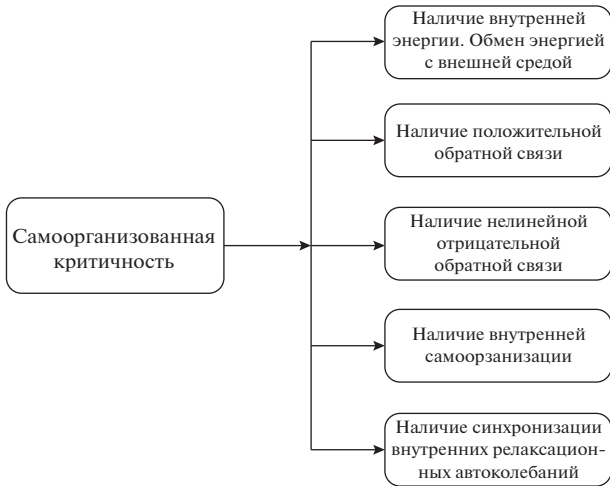 Наличие внутренней
энергии. Обмен энергией
с внешней средой
Наличие положительной
обратной связи
Самоорганизованная
критичность
Наличие нелинейной
отрицательной
обратной связи
Наличие внутренней
самоорзанизации
Наличие синхронизации
внутренних релаксацион-
ных автоколебаний